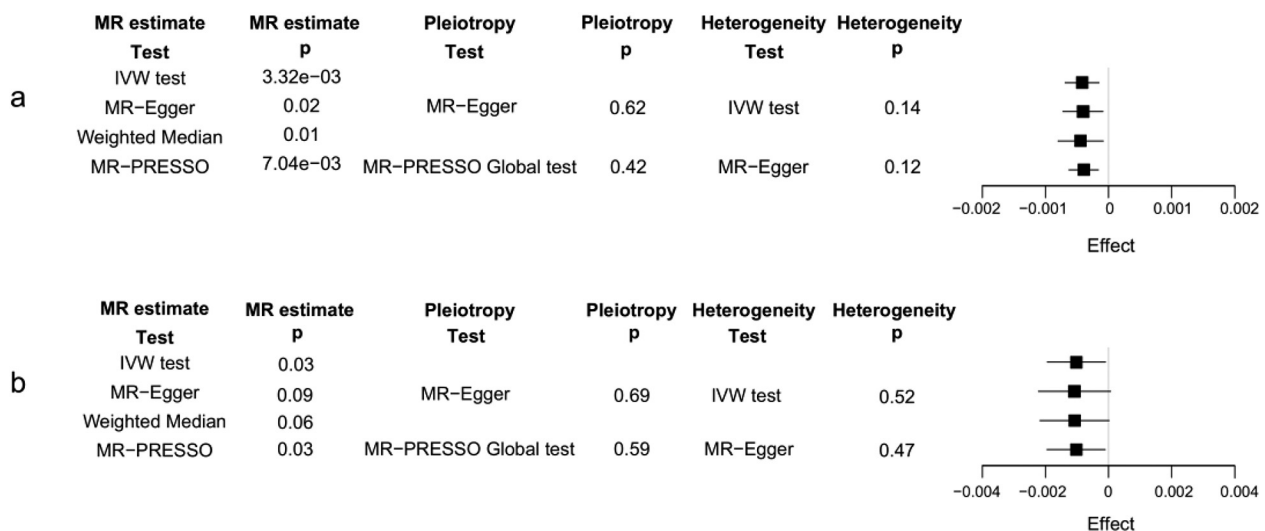 MR estimate MR estimate Pleiotropy Pleiotropy Heterogeneity Heterogeneity
Test p Test p Test p
IVW test 3.32e−03
a
MR−Egger 0.02 MR−Egger 0.62 IVW test 0.14
Weighted Median 0.01
MR−PRESSO 7.04e−03 MR−PRESSO Global test 0.42 MR−Egger 0.12
−0.002 −0.001 0 0.001 0.002
Effect
MR estimate MR estimate Pleiotropy Pleiotropy Heterogeneity Heterogeneity
Test p Test p Test p
IVW test 0.03
b
MR−Egger 0.09 MR−Egger 0.69 IVW test 0.52
Weighted Median 0.06
MR−PRESSO 0.03 MR−PRESSO Global test 0.59 MR−Egger 0.47
−0.004 −0.002 0 0.002 0.004
Effect